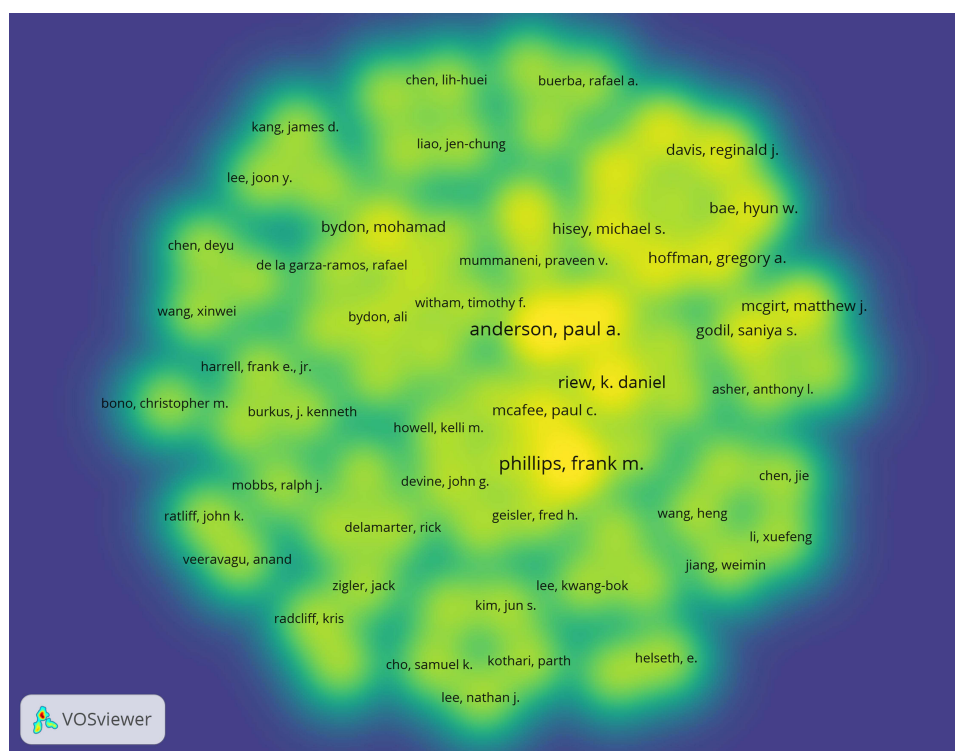 chen, lih-huei
buerba, rafael a.
kang, james d.
liao, jen-chung
davis, reginald j.
lee, joon y.
bae, hyun w.
bydon, mohamad
hisey, michael s.
chen, deyu
de la garza-ramos, rafael
mummaneni, praveen v.
hoffman, gregory a.
wang, xinwei
witham, timothy f.
mcgirt, matthew j.
bydon, ali
anderson, paul a.
godil, saniya s.
harrell, frank e., jr.
riew, k. daniel
asher, anthony l.
bono, christopher m.
burkus, j. kenneth
mcafee, paul c.
howell, kelli m.
phillips, frank m.
chen, jie
mobbs, ralph j.
devine, john g.
ratliff, john k.
geisler, fred h.
wang, heng
delamarter, rick
li, xuefeng
veeravagu, anand
jiang, weimin
zigler, jack
lee, kwang-bok
kim, jun s.
radcliff, kris
cho, samuel k.
kothari, parth
helseth, e.
lee, nathan j.
VOSviewer